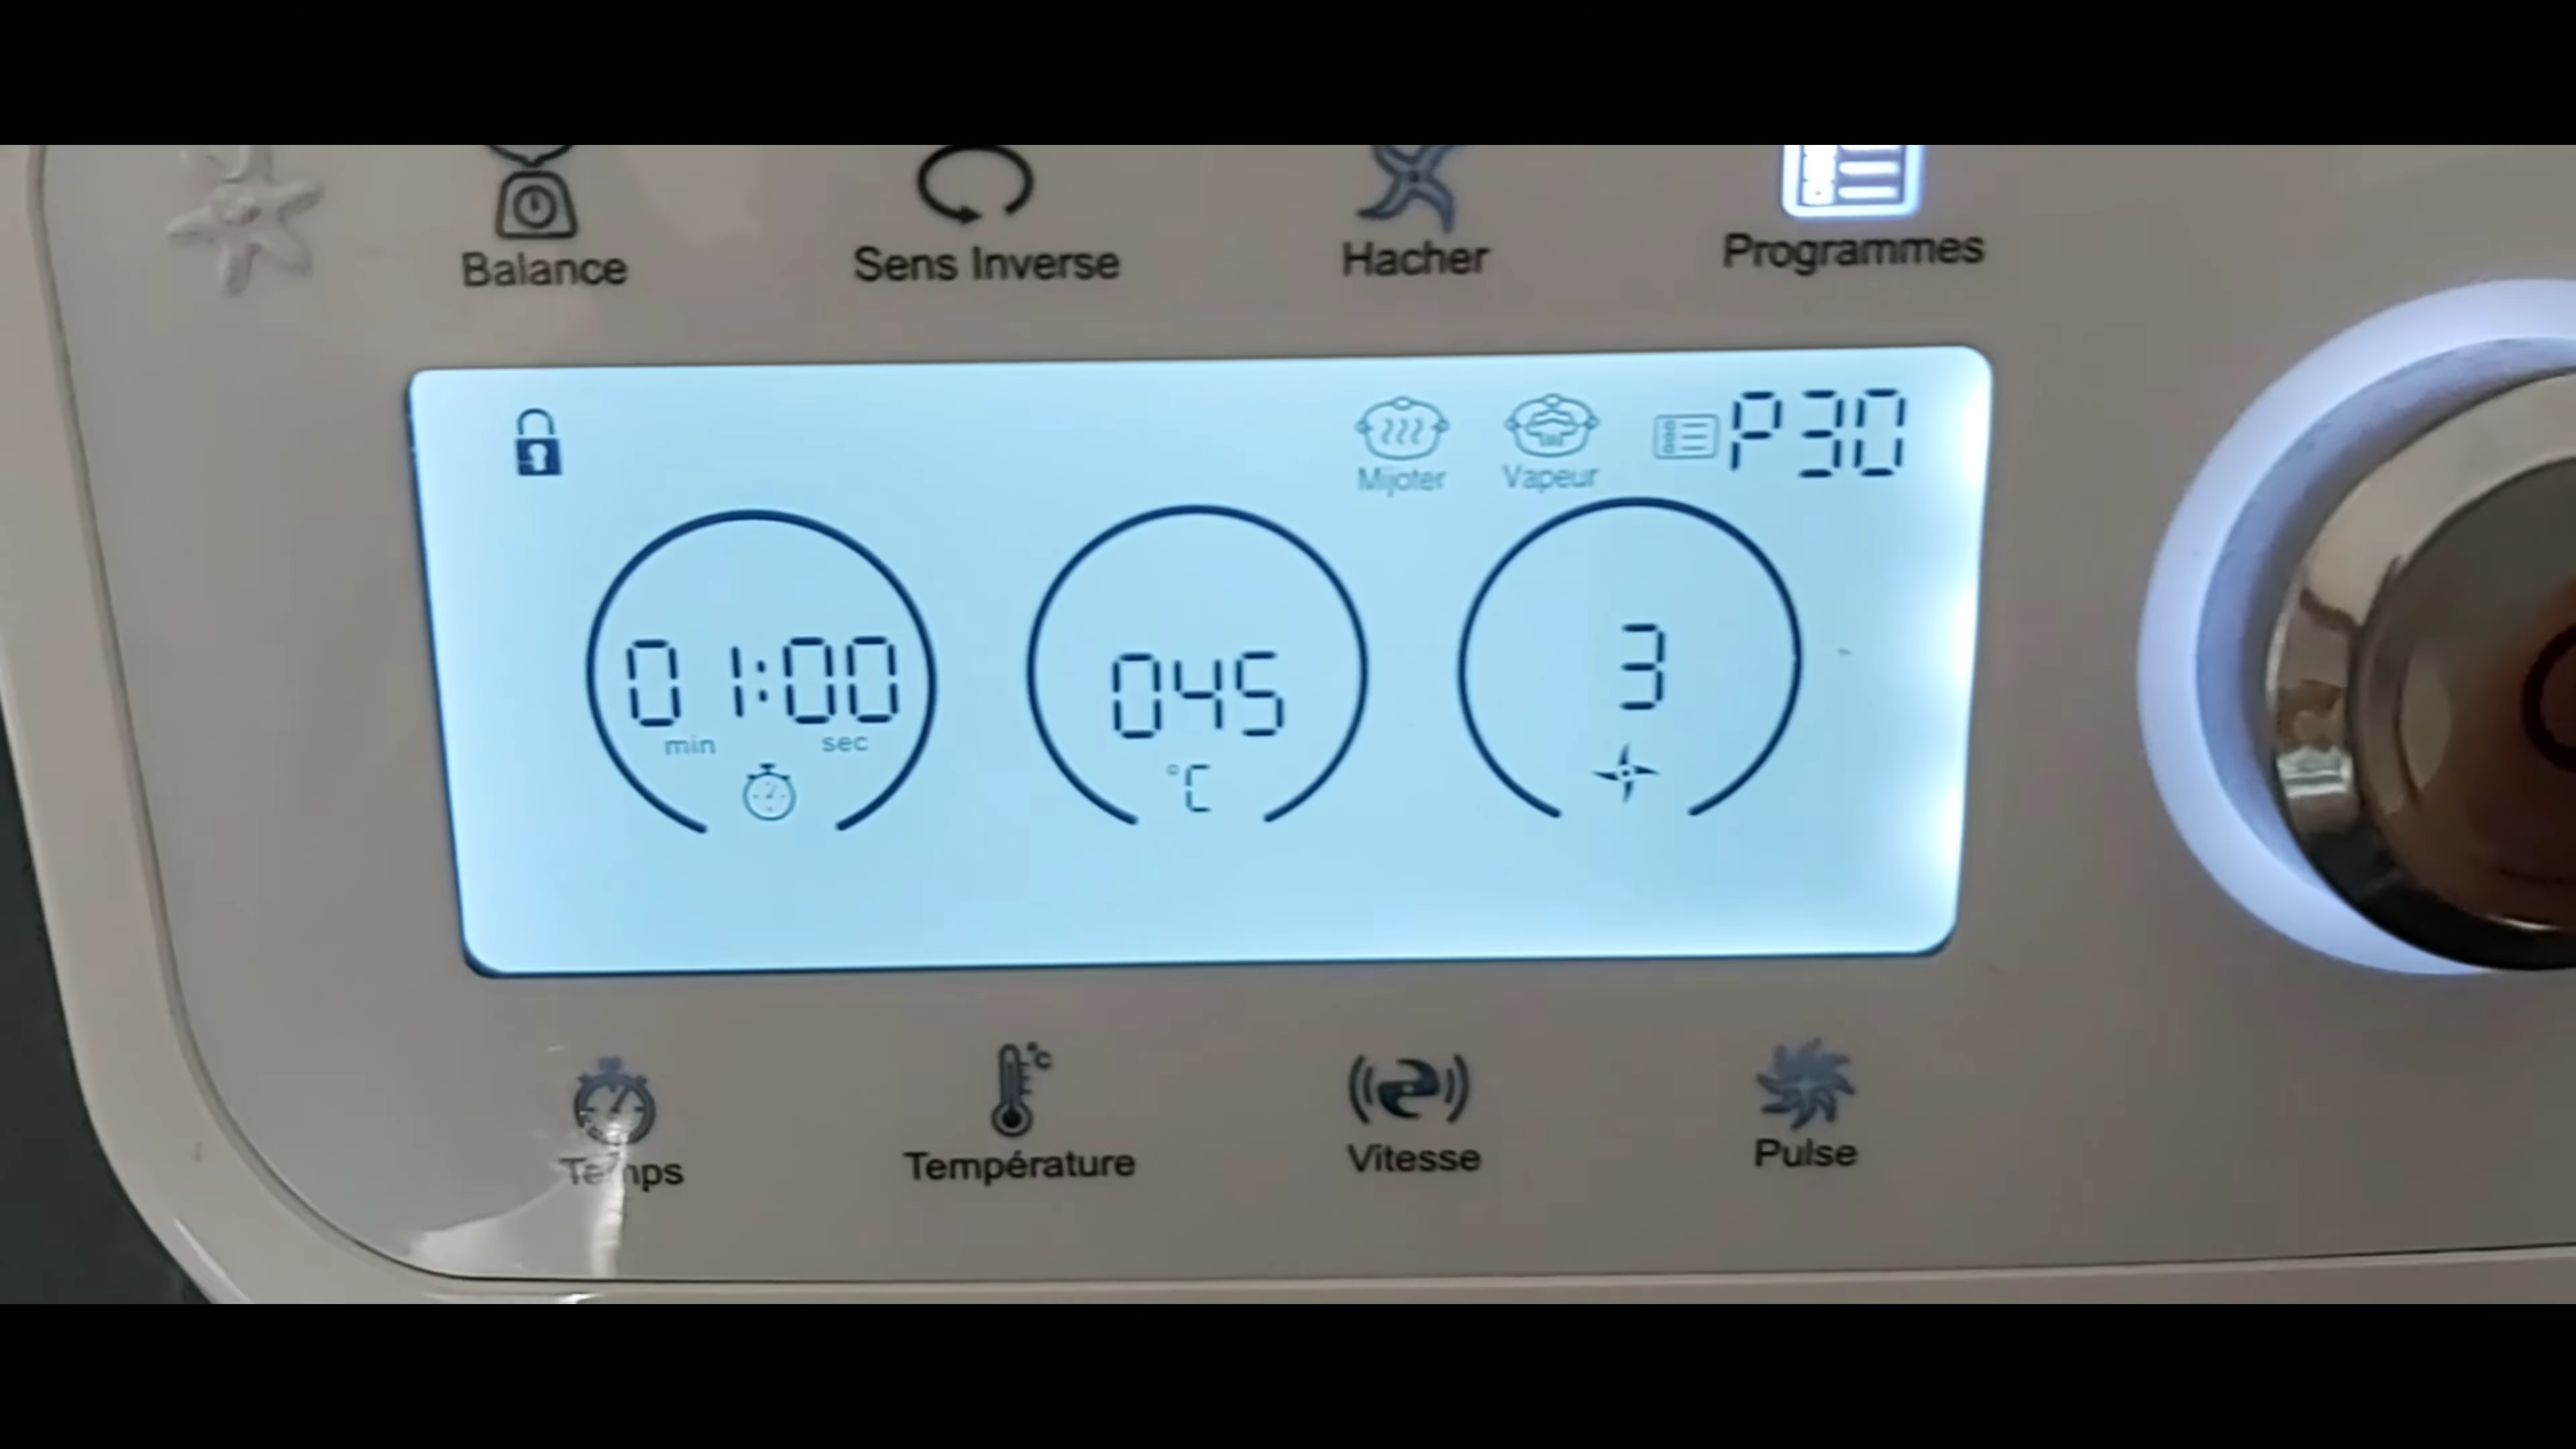 Balance
Sens Inverse
Hacher
Programmes
Mijoter
Vapeur
P30
01:00
min
sec
045
°C
3
°C
Temps
Température
Vitesse
Pulse